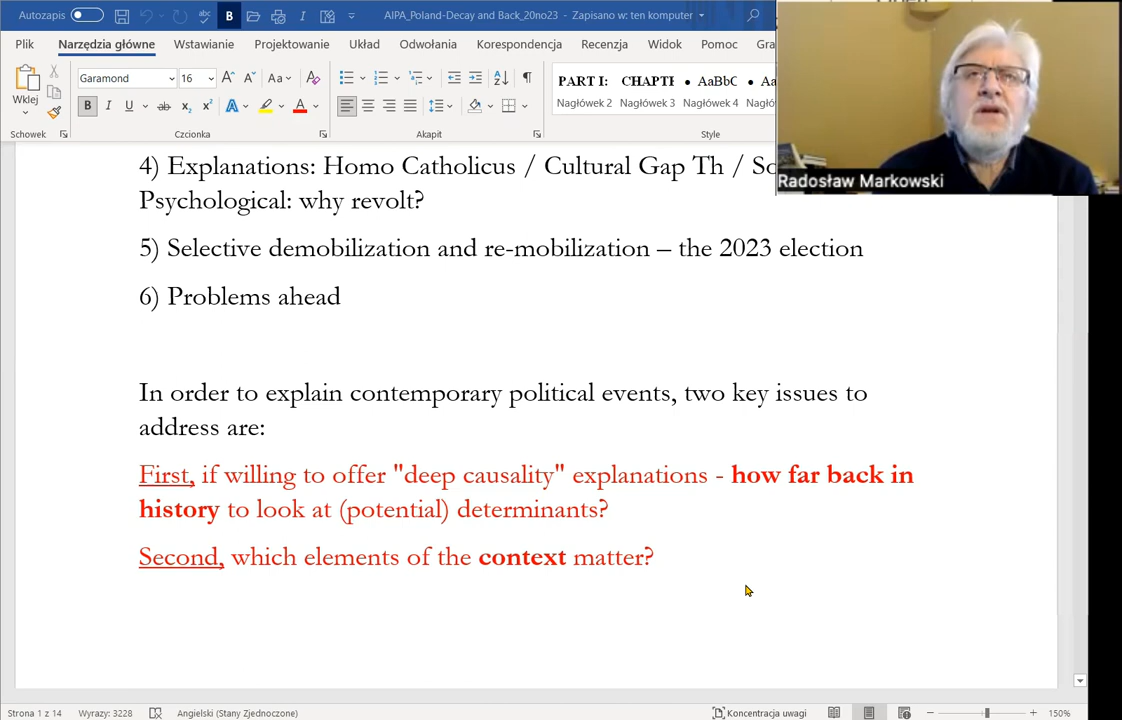 Autozapis
B
I
AIPA_Poland-Decay and Back_20no23 - Zapisano w: ten komputer
Plik Narzędzia główne Wstawianie Projektowanie Układ Odwołania Korespondencja Recenzja Widok Pomoc
Wklej
Schowek
Garamond 16
Aa
B I U ab x₂ x² A A
Czcionka
Akapit
PART I: CHAPTE AaBbC
Nagłówek 2 Nagłówek 3 Nagłówek 4
Style
Radosław Markowski
4) Explanations: Homo Catholicus / Cultural Gap Th /
Psychological: why revolt?
5) Selective demobilization and re-mobilization – the 2023 election
6) Problems ahead
In order to explain contemporary political events, two key issues to
address are:
First, if willing to offer "deep causality" explanations - how far back in
history to look at (potential) determinants?
Second, which elements of the context matter?
Strona 1 z 14 Wyrazy: 3228 Angielski (Stany Zjednoczone) Koncentracja uwagi 150%